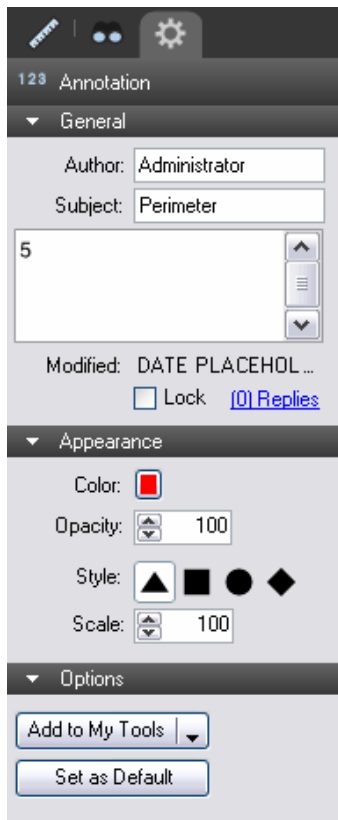 123 Annotation
General
Author: Administrator
Subject: Perimeter
5
Modified: DATE PLACEHOL...
Lock (0) Replies
Appearance
Color:
Opacity: 100
Style:
Scale: 100
Options
Add to My Tools
Set as Default